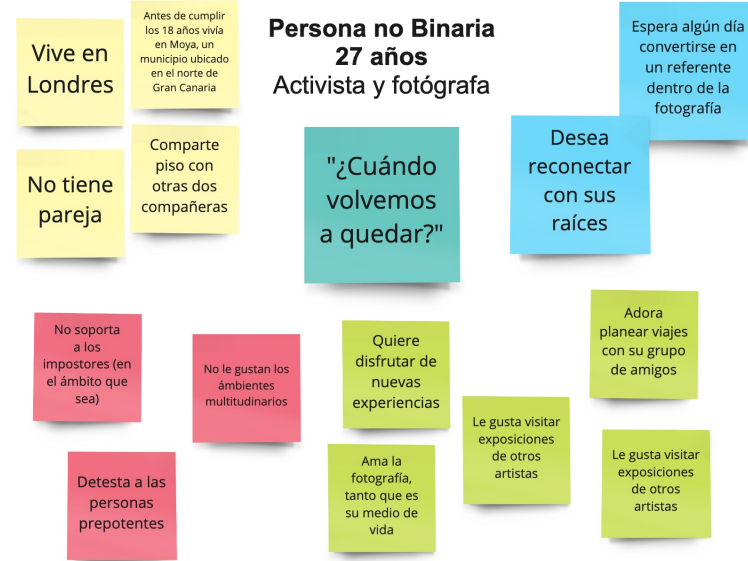 Persona no Binaria
27 años
Activista y fotógrafa
Vive en
Londres
Antes de cumplir
los 18 años vivía
en Moya, un
municipio ubicado
en el norte de
Gran Canaria
No tiene
pareja
Comparte
piso con
otras dos
compañeras
"¿Cuándo
volvemos
a quedar?"
Espera algún día
convertirse en
un referente
dentro de la
fotografía
Desea
reconectar
con sus
raíces
No soporta
a los
impostores (en
el ámbito que
sea)
No le gustan los
ámbientes
multitudinarios
Detesta a las
personas
prepotentes
Quiere
disfrutar de
nuevas
experiencias
Ama la
fotografía,
tanto que es
su medio de
vida
Le gusta visitar
exposiciones
de otros
artistas
Adora
planear viajes
con su grupo
de amigos
Le gusta visitar
exposiciones
de otros
artistas